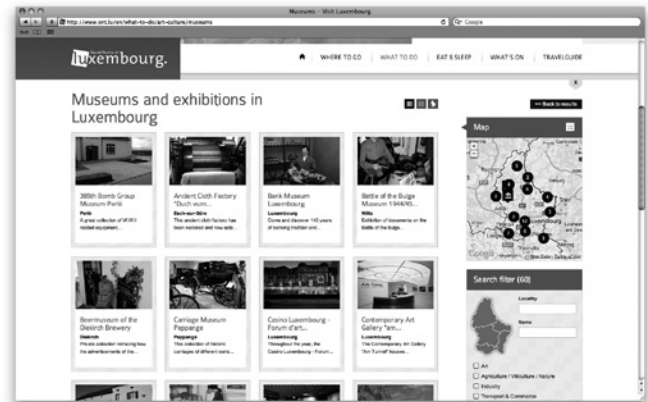 Museums - Visit Luxembourg
http://www.ont.lu/en/what-to-do/art-culture/museums
Google
luxembourg.
WHERE TO GO
WHAT TO DO
EAT & SLEEP
WHAT'S ON
TRAVELGUIDE
X
Museums and exhibitions in
Luxembourg
<< Back to results
385th Bomb Group
Museum Perlé
Perlé
A great collection of WWII
related equipment...
Ancient Cloth Factory
"Duch vum...
Esch-sur-Sûre
This ancient cloth factory has
been restored and now adds...
Bank Museum
Luxembourg
Luxembourg
Come and discover 140 years
of banking tradition and...
Battle of the Bulge
Museum 1944/45...
Wiltz
Exhibition of documents on the
Battle of the Bulge...
Beermuseum of the
Diekirch Brewery
Diekirch
Private collection retracing how
the advertisements of the...
Carriage Museum
Peppange
Peppange
This collection of historic
carriages of different eras...
Casino Luxembourg -
Forum d'art...
Luxembourg
Throughout the year, the
Casino Luxembourg - Forum...
Contemporary Art
Gallery "am...
Luxembourg
The Contemporary Art Gallery
"Am Tunnel" houses...
Map
Luxembourg
Google
Search filter (60)
Locality
Name
Art
Agriculture / Viticulture / Nature
Industry
Transport & Commerce